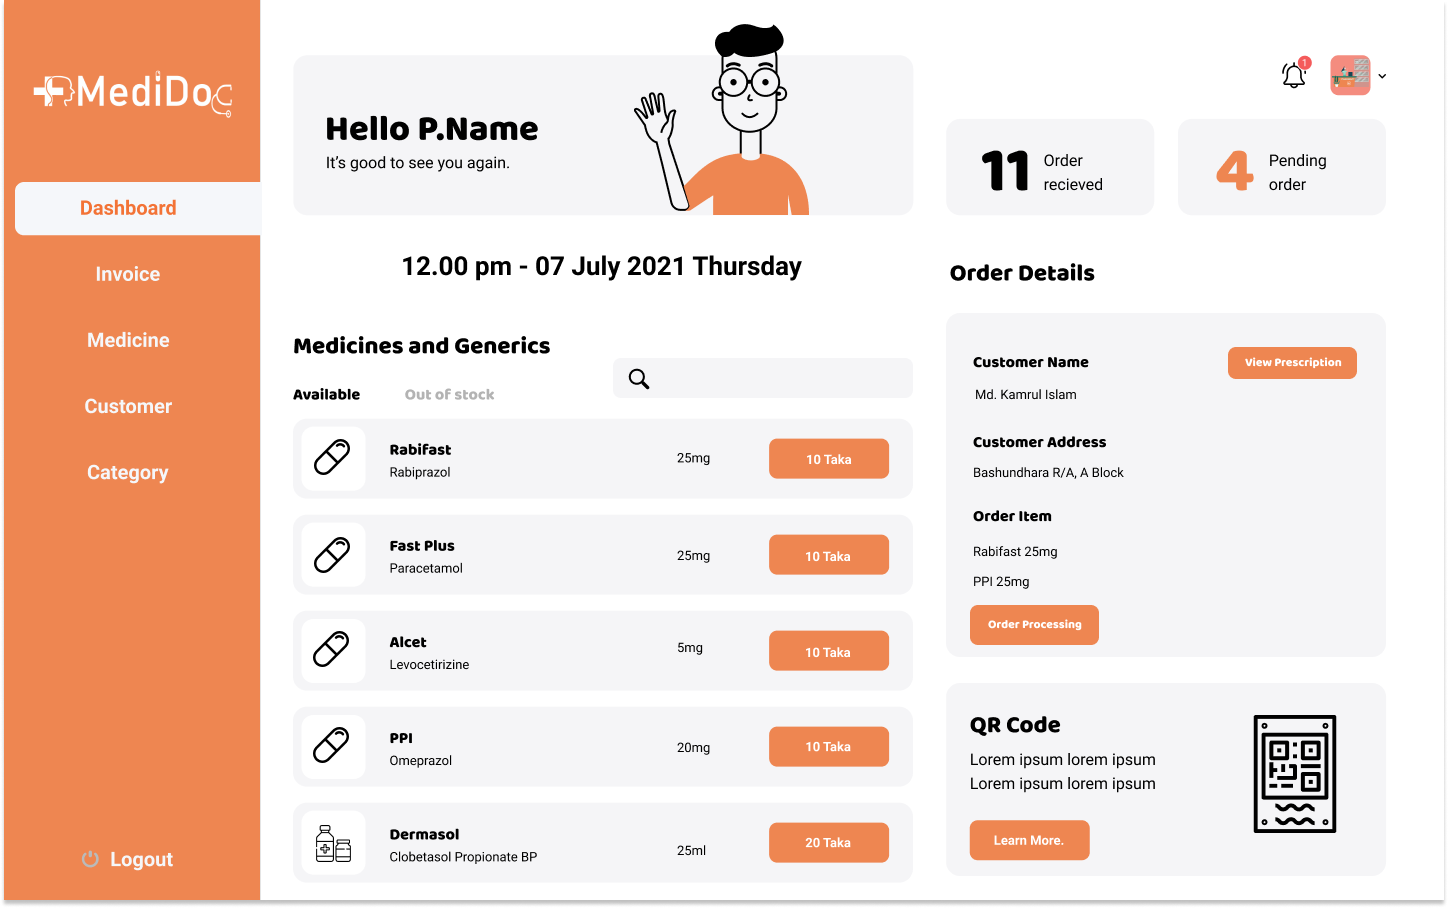 MediDoc
Dashboard
Invoice
Medicine
Customer
Category
Logout
Hello P.Name
It's good to see you again.
12.00 pm - 07 July 2021 Thursday
Medicines and Generics
Available
Out of stock
Rabifast
Rabiprazol
25mg
10 Taka
Fast Plus
Paracetamol
25mg
10 Taka
Alcet
Levocetirizine
5mg
10 Taka
PPI
Omeprazol
20mg
10 Taka
Dermasol
Clobetasol Propionate BP
25ml
20 Taka
1
11
Order
recieved
4
Pending
order
Order Details
Customer Name
View Prescription
Md. Kamrul Islam
Customer Address
Bashundhara R/A, A Block
Order Item
Rabifast 25mg
PPI 25mg
Order Processing
QR Code
Lorem ipsum lorem ipsum
Lorem ipsum lorem ipsum
Learn More.